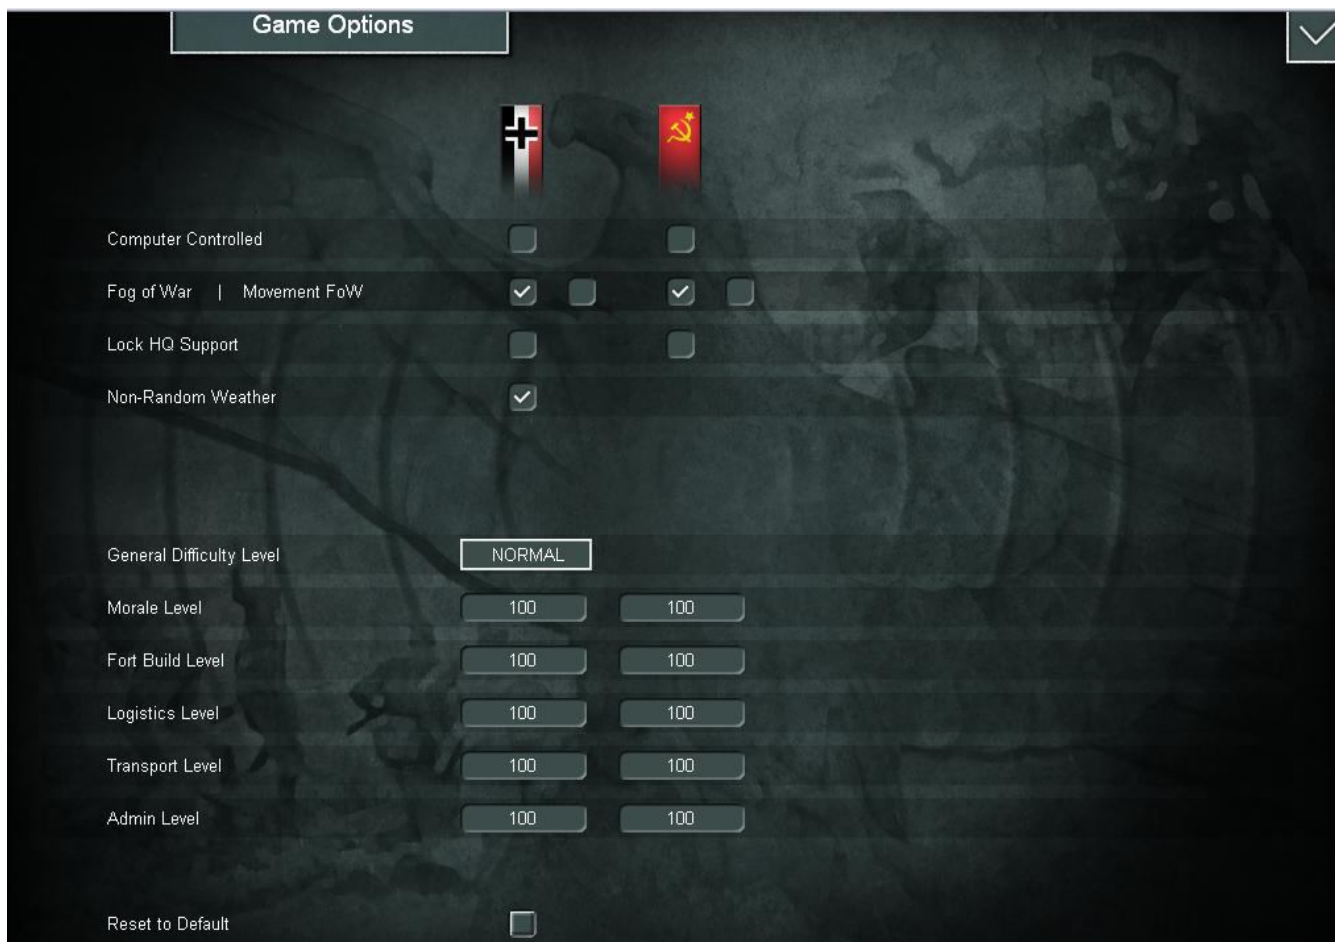 Game Options
Computer Controlled
Fog of War | Movement FoW
Lock HQ Support
Non-Random Weather
General Difficulty Level NORMAL
Morale Level 100 100
Fort Build Level 100 100
Logistics Level 100 100
Transport Level 100 100
Admin Level 100 100
Reset to Default